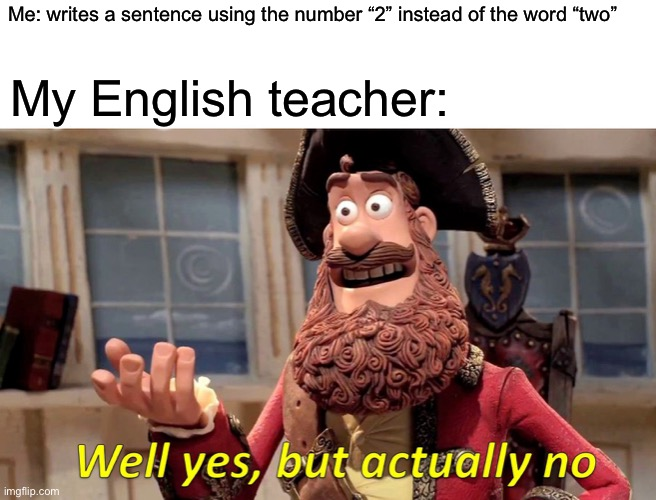 Me: writes a sentence using the number “2” instead of the word “two”
My English teacher:
Well yes, but actually no
imgflip.com